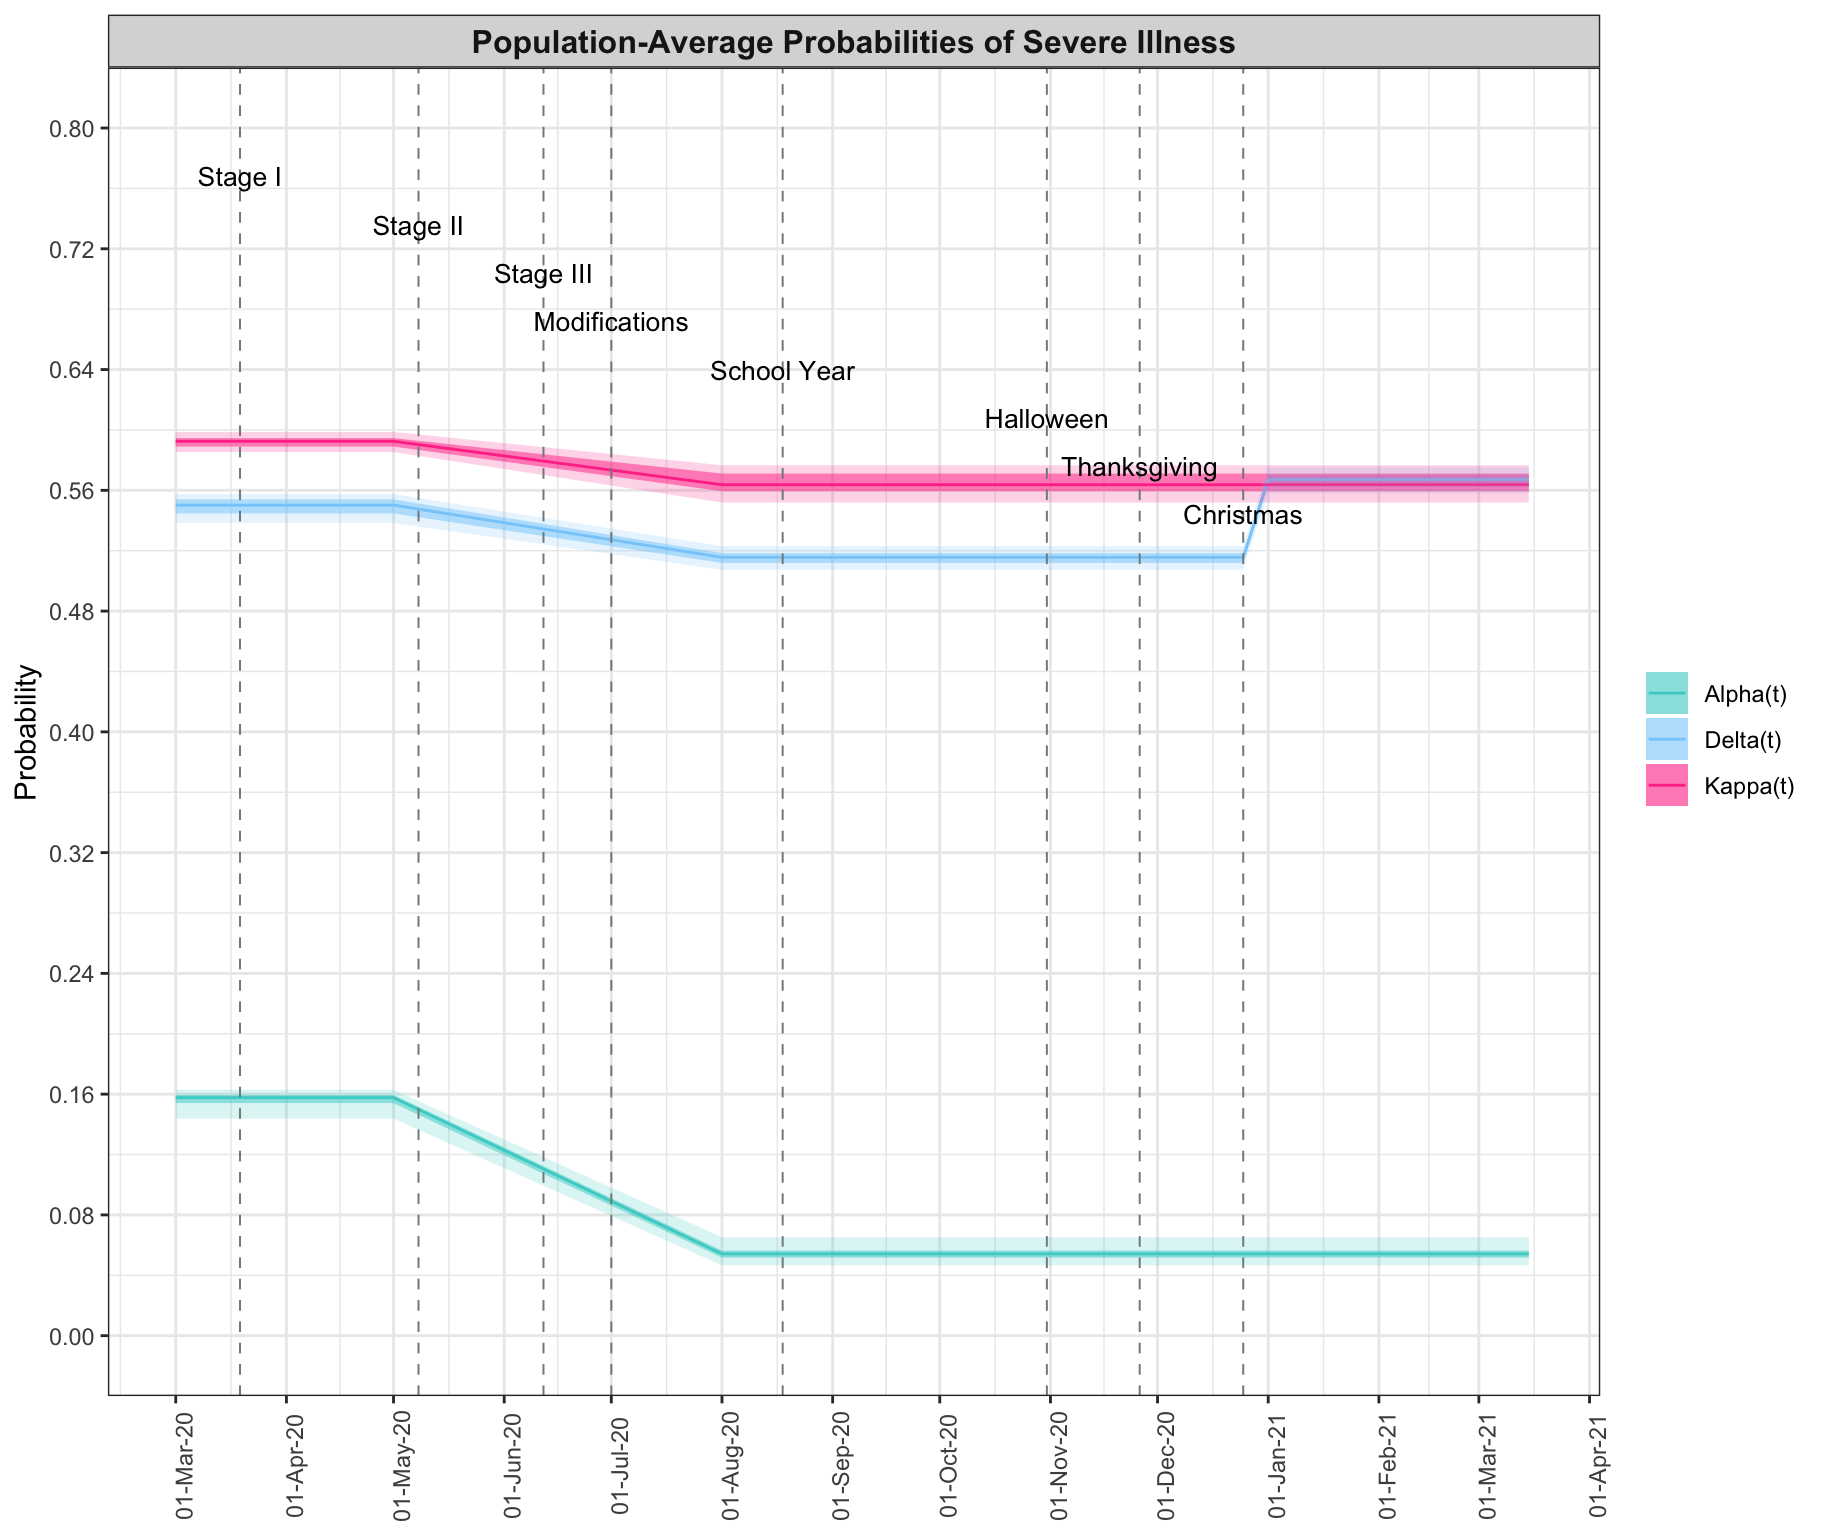 Population-Average Probabilities of Severe Illness
0.80
Stage I
Stage II
0.72
Stage III
Modifications
0.64
School Year
Halloween
Thanksgiving
0.56
Christmas
0.48
0.40
0.32
0.24
0.16
0.08
0.00
Probability
Alpha(t)
Delta(t)
Kappa(t)
01-Mar-20
01-Apr-20
01-May-20
01-Jun-20
01-Jul-20
01-Aug-20
01-Sep-20
01-Oct-20
01-Nov-20
01-Dec-20
01-Jan-21
01-Feb-21
01-Mar-21
01-Apr-21